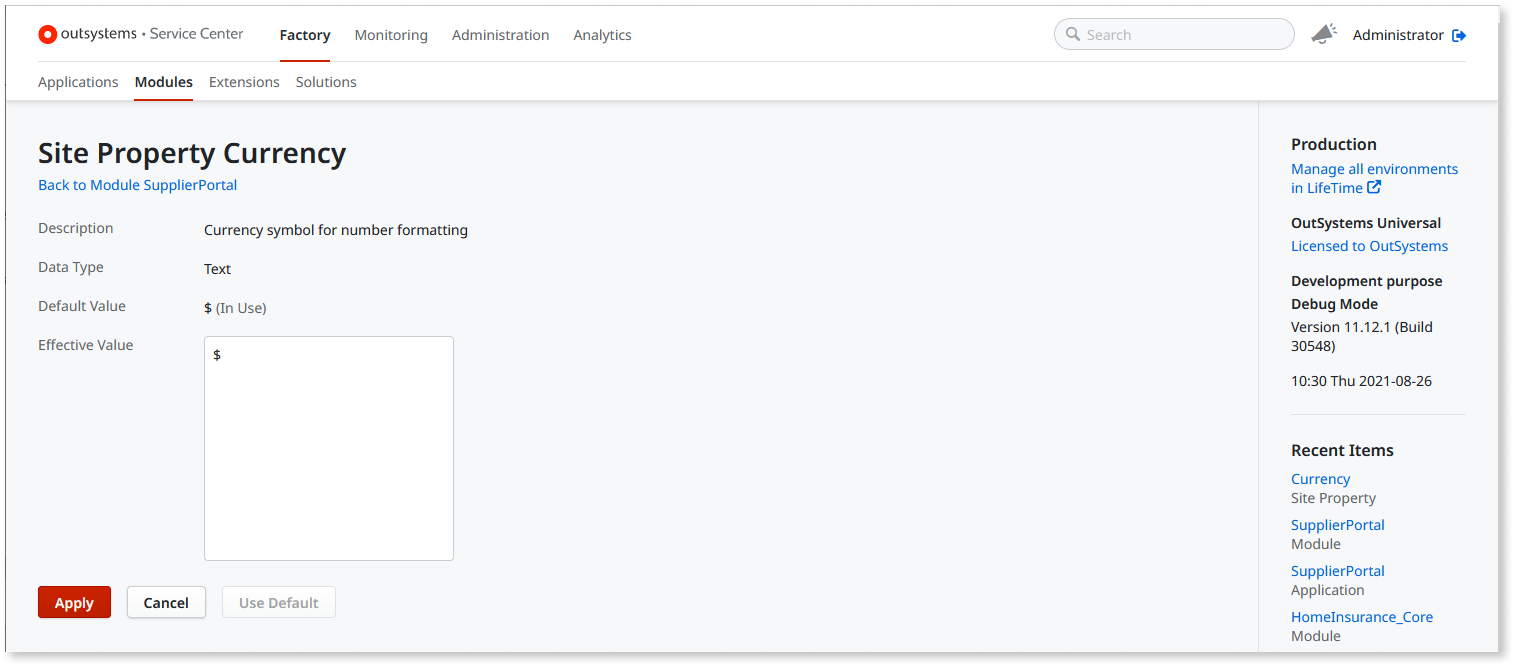 outsystems • Service Center
Factory
Monitoring
Administration
Analytics
Search
Administrator
Applications
Modules
Extensions
Solutions
Site Property Currency
Back to Module SupplierPortal
Description
Currency symbol for number formatting
Data Type
Text
Default Value
$ (In Use)
Effective Value
$
Apply
Cancel
Use Default
Production
Manage all environments
in LifeTime
OutSystems Universal
Licensed to OutSystems
Development purpose
Debug Mode
Version 11.12.1 (Build
30548)
10:30 Thu 2021-08-26
Recent Items
Currency
Site Property
SupplierPortal
Module
SupplierPortal
Application
HomeInsurance_Core
Module